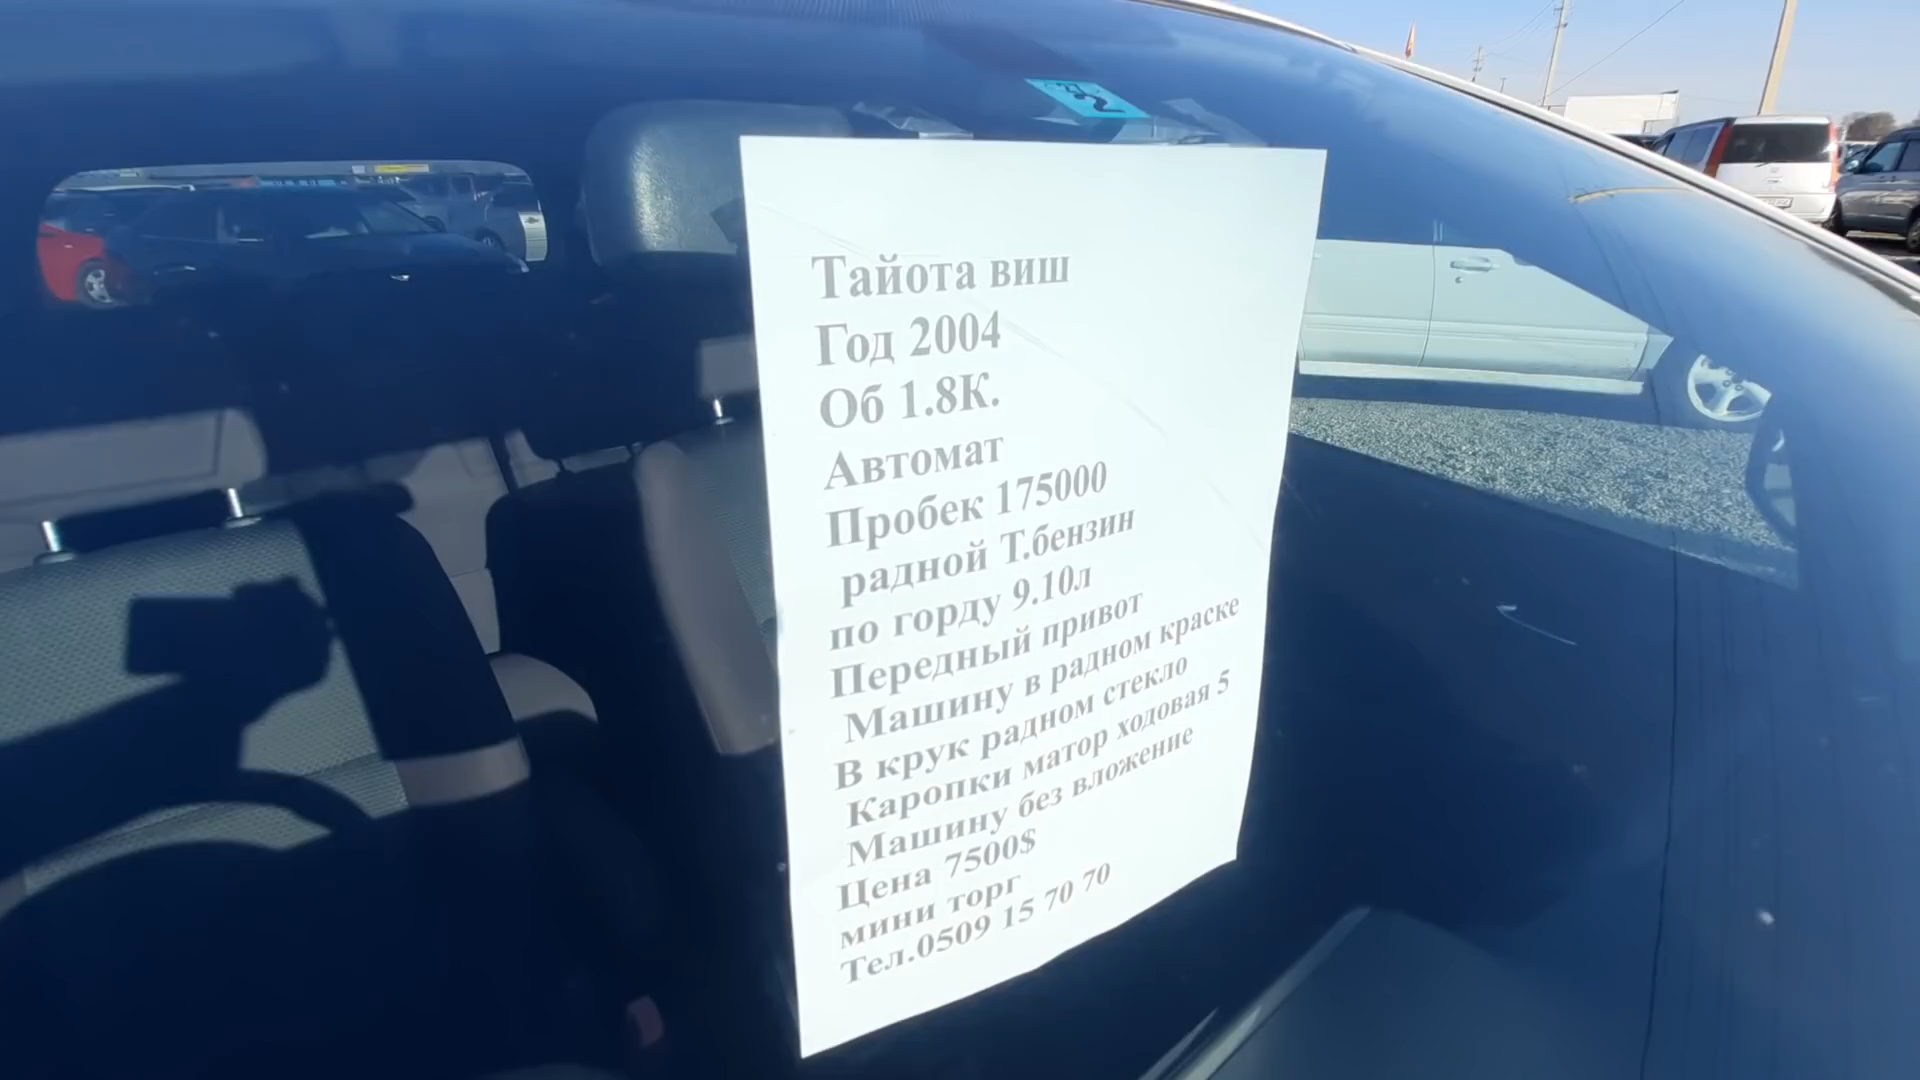 Тайота виш
Год 2004
Об 1.8К.
Автомат
Пробек 175000
радной Т.бензин
по горду 9.10л
Передный привот
Машину в радном краске
В крук радном стекло
Каропки матор ходовая 5
Машину без вложение
Цена 7500$
мини торг
Тел.0509 15 70 70